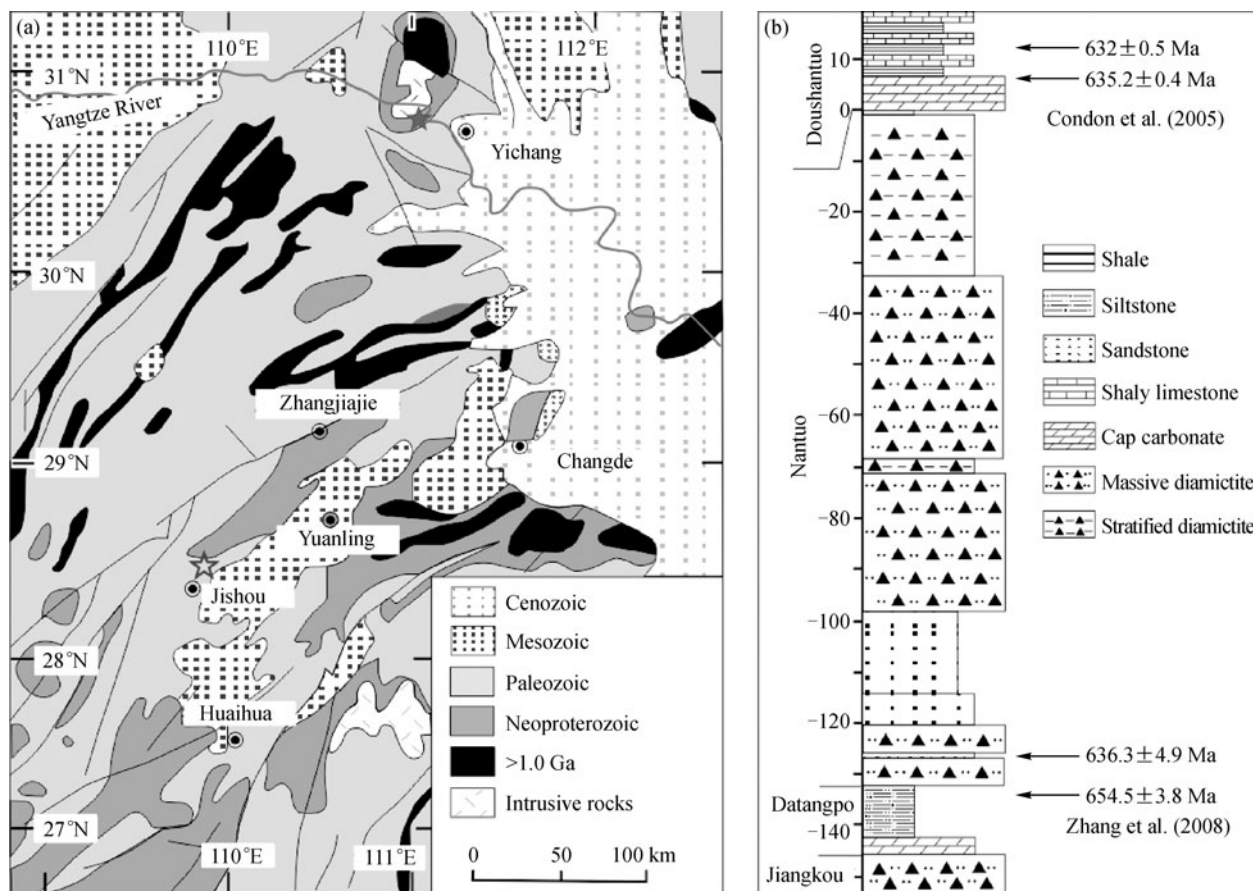 (a)
110°E
112°E
31°N
Yangtze River
Yichang
30°N
Zhangjiajie
29°N
Changde
Yuanling
Jishou
28°N
Huaihua
27°N
110°E
111°E
Cenozoic
Mesozoic
Paleozoic
Neoproterozoic
>1.0 Ga
Intrusive rocks
0 50 100 km
(b)
Doushantuo
Nantuo
Datangpo
Jiangkou
10
0
−20
−40
−60
−80
−100
−120
−140
632±0.5 Ma
635.2±0.4 Ma
Condon et al. (2005)
Shale
Siltstone
Sandstone
Shaly limestone
Cap carbonate
Massive diamictite
Stratified diamictite
636.3±4.9 Ma
654.5±3.8 Ma
Zhang et al. (2008)